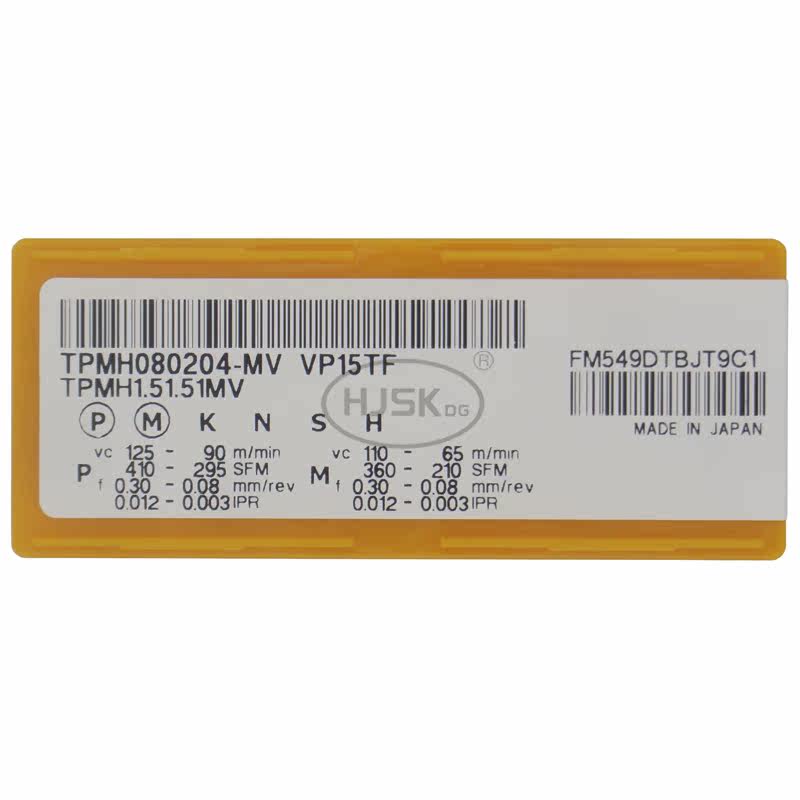 TPMH080204-MV VP15TF
TPMH1.51.51MV
HJSK DG ®
P M K N S H
P vc 125 - 90 m/min
410 - 295 SFM
f 0.30 - 0.08 mm/rev
0.012 - 0.003 IPR
M vc 110 - 65 m/min
360 - 210 SFM
f 0.30 - 0.08 mm/rev
0.012 - 0.003 IPR
FM549DTBJT9C1
MADE IN JAPAN